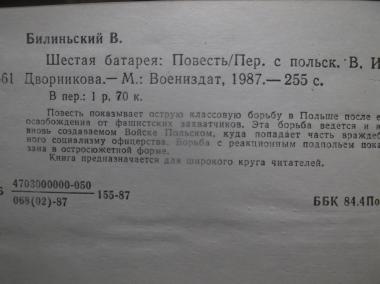 Билиньский В.
Шестая батарея: Повесть/Пер. с польск. В. И
61 Дворникова.— М.: Воениздат, 1987.— 255 с.
В пер.: 1 р. 70 к.
Повесть показывает острую классовую борьбу в Польше после е
освобождения от фашистских захватчиков. Эта борьба ведется и в
вновь создаваемом Войске Польском, куда попадает часть враждеб
ного социализму офицерства. Борьба с реакционным подпольем пока
зана в остросюжетной форме.
Книга предназначается для широкого круга читателей.
Б 4703000000-050
068(02)-87
155-87
ББК 84.4По